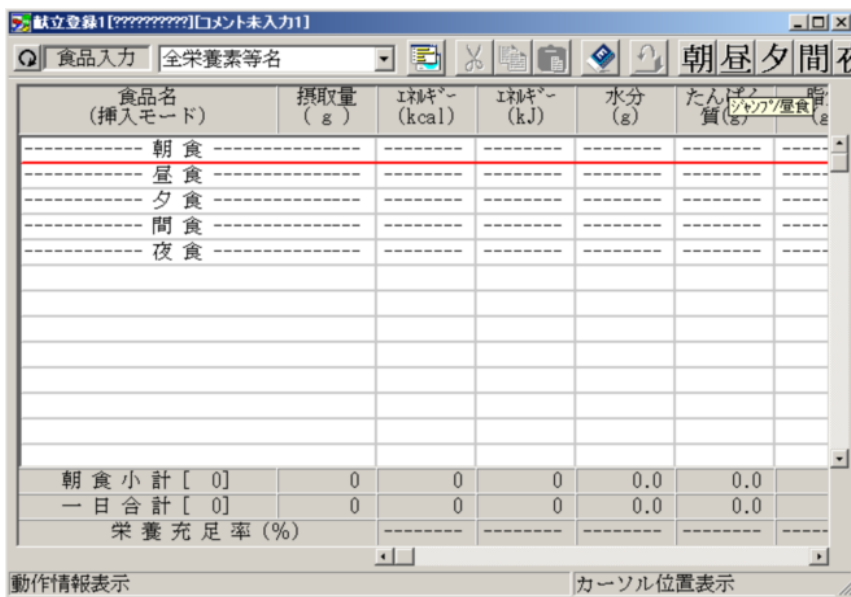 献立登録1[??????????][コメント未入力1]
食品入力 全栄養素等名 朝 昼 夕 間
食品名 摂取量 エネルギー エネルギー 水分 たんぱく 脂
(挿入モード) ( g ) (kcal) (kJ) (g) 質(g) (g
ジャンプ/昼食
------------ 朝 食 --------------- -------- -------- -------- -------- -----
------------ 昼 食 --------------- -------- -------- -------- -------- -----
------------ 夕 食 --------------- -------- -------- -------- -------- -----
------------ 間 食 --------------- -------- -------- -------- -------- -----
------------ 夜 食 --------------- -------- -------- -------- -------- -----
朝 食 小 計 [ 0] 0 0 0 0.0 0.0
一 日 合 計 [ 0] 0 0 0 0.0 0.0
栄 養 充 足 率 (%) -------- -------- -------- -------- -----
動作情報表示 カーソル位置表示